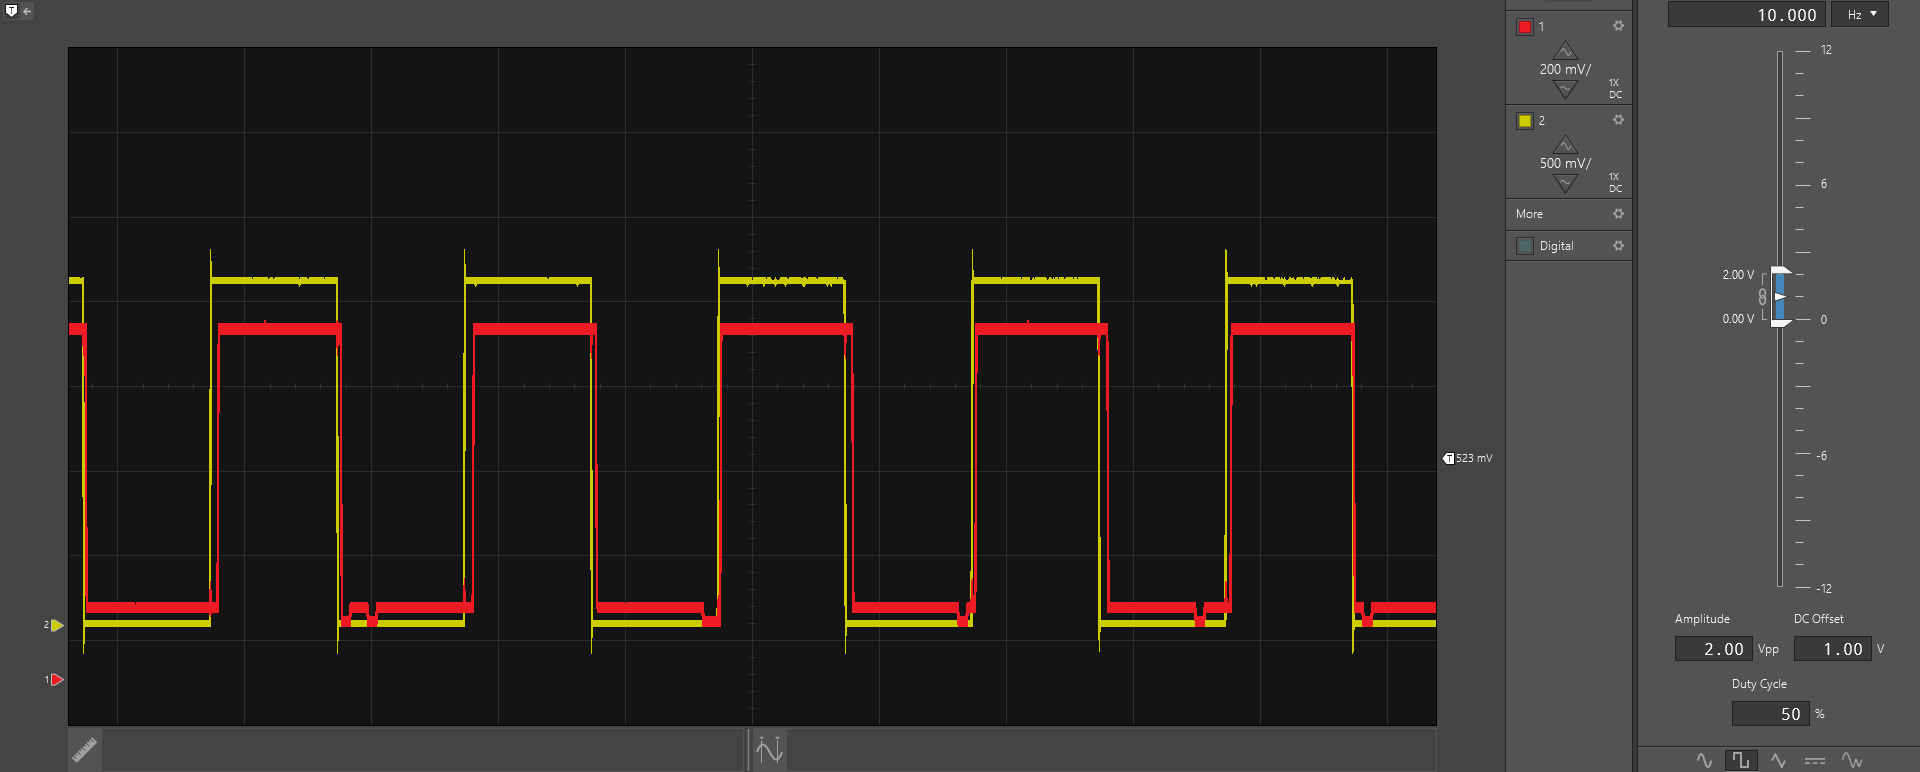 T
10.000 Hz
1
200 mV/
1X
DC
2
500 mV/
1X
DC
More
Digital
12
6
2.00 V
0.00 V
0
-6
-12
T 523 mV
2
1
Amplitude
DC Offset
2.00 Vpp
1.00 V
Duty Cycle
50 %